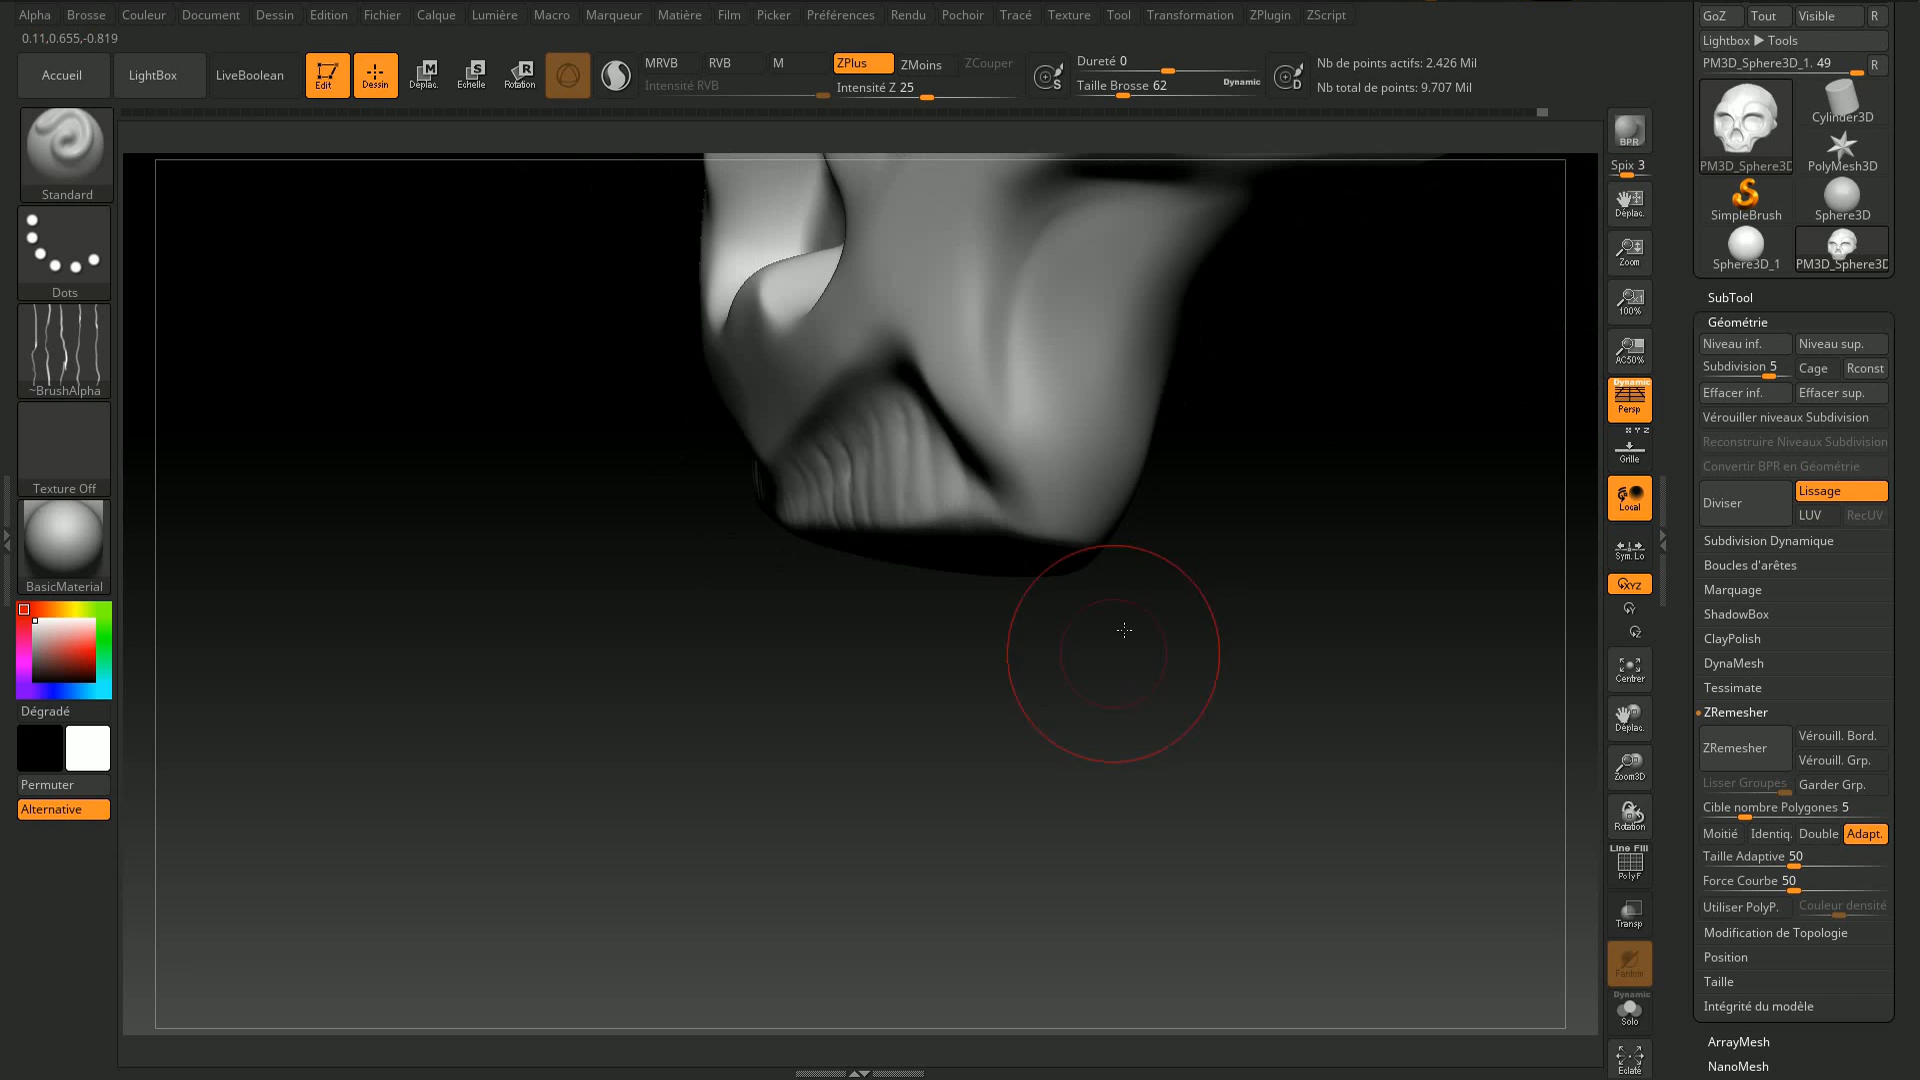 Alpha Brosse Couleur Document Dessin Edition Fichier Calque Lumière Macro Marqueur Matière Film Picker Préférences Rendu Pochoir Tracé Texture Tool Transformation ZPlugin ZScript
0.11,0.655,-0.819
Accueil LightBox LiveBoolean Edit Dessin Déplac. Echelle Rotation
M S R
MRVB RVB M ZPlus ZMoins ZCouper
Intensité RVB Intensité Z 25
S Dureté 0
Taille Brosse 62 Dynamic D
Nb de points actifs: 2.426 Mil
Nb total de points: 9.707 Mil
Standard
Dots
~BrushAlpha
Texture Off
BasicMaterial
Dégradé
Permuter
Alternative
BPR
Spix 3
Déplac.
Zoom
100%
AC50%
Dynamic
Persp
X Y Z
Grille
Local
Sym. Lo
XYZ
Y
Z
Centrer
Déplac.
Zoom3D
Rotation
Line Fill
PolyF
Transp
Fantom
Dynamic
Solo
Eclaté
GoZ Tout Visible R
Lightbox ▶ Tools
PM3D_Sphere3D_1. 49 R
PM3D_Sphere3D Cylinder3D
PolyMesh3D
SimpleBrush Sphere3D
Sphere3D_1 PM3D_Sphere3D
SubTool
Géométrie
Niveau inf. Niveau sup.
Subdivision 5 Cage Rconst
Effacer inf. Effacer sup.
Vérouiller niveaux Subdivision
Reconstruire Niveaux Subdivision
Convertir BPR en Géométrie
Diviser Lissage
LUV RecUV
Subdivision Dynamique
Boucles d'arêtes
Marquage
ShadowBox
ClayPolish
DynaMesh
Tessimate
ZRemesher
ZRemesher Vérouill. Bord.
Vérouill. Grp.
Lisser Groupes Garder Grp.
Cible nombre Polygones 5
Moitié Identiq. Double Adapt.
Taille Adaptive 50
Force Courbe 50
Utiliser PolyP. Couleur densité
Modification de Topologie
Position
Taille
Intégrité du modèle
ArrayMesh
NanoMesh